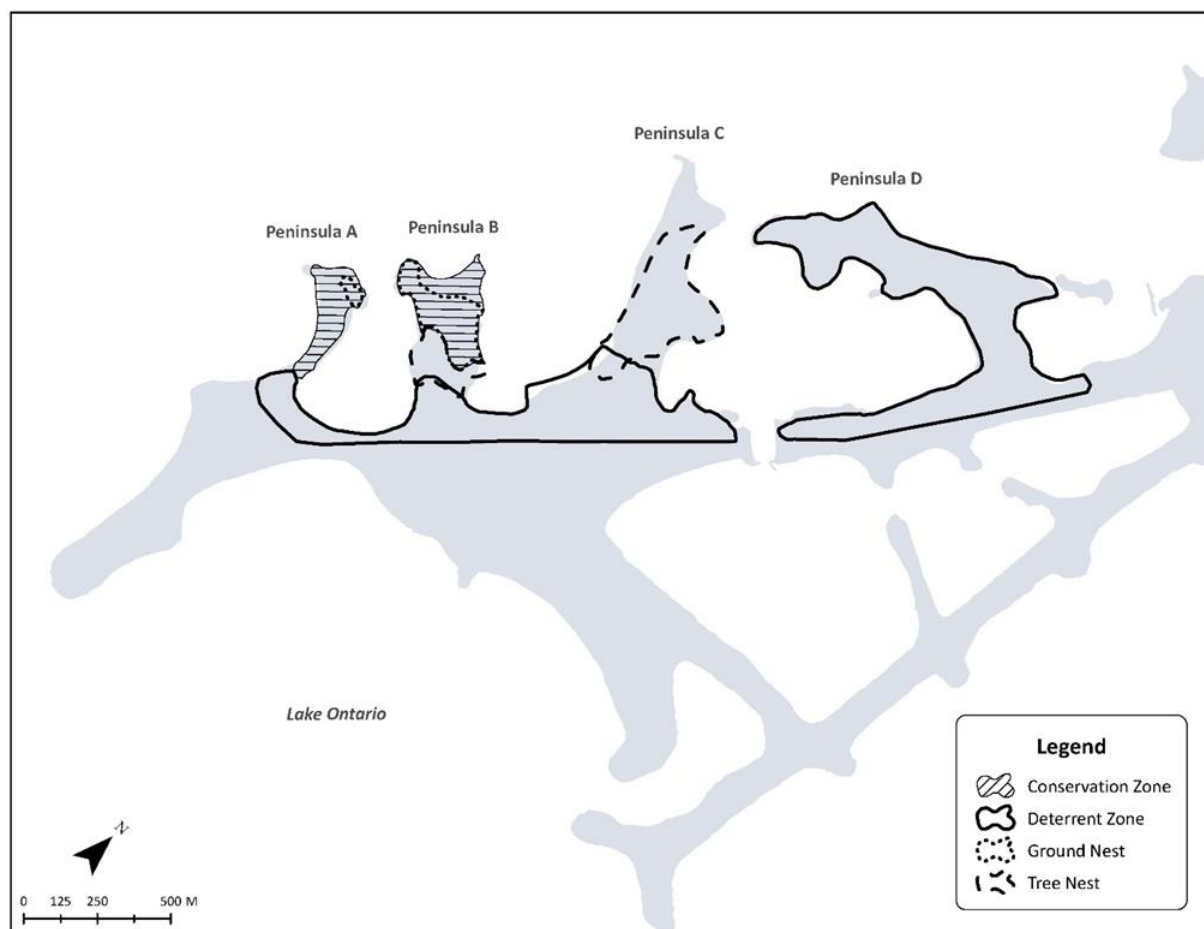 Peninsula C
Peninsula D
Peninsula A
Peninsula B
Lake Ontario
Legend
Conservation Zone
Deterrent Zone
Ground Nest
Tree Nest
N
0 125 250 500 M